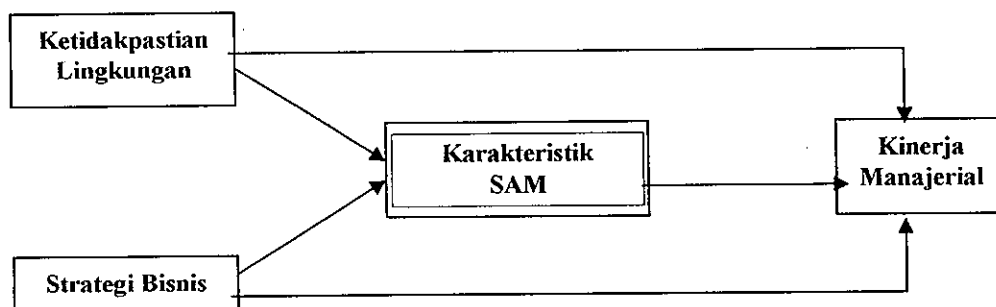 Ketidakpastian
Lingkungan
Karakteristik
SAM
Kinerja
Manajerial
Strategi Bisnis